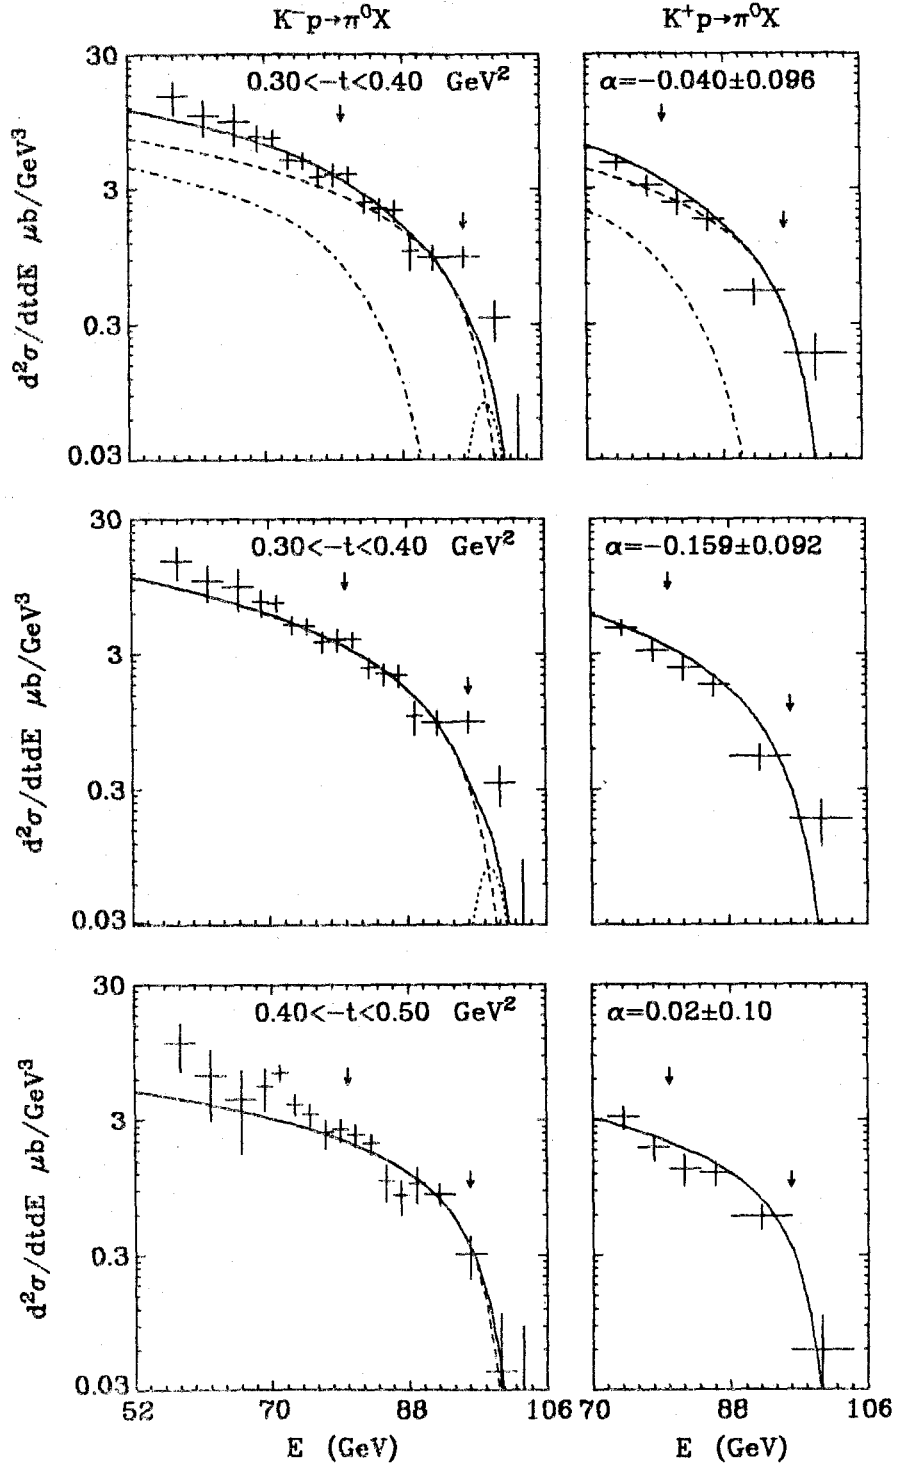 K⁻p→π⁰X K⁺p→π⁰X
30
0.30<-t<0.40 GeV² α=-0.040±0.096
3
0.3
0.03
d²σ/dtdE μb/GeV³
30
0.30<-t<0.40 GeV² α=-0.159±0.092
3
0.3
0.03
d²σ/dtdE μb/GeV³
30
0.40<-t<0.50 GeV² α=0.02±0.10
3
0.3
0.03
d²σ/dtdE μb/GeV³
52 70 88 106 70 88 106
E (GeV) E (GeV)